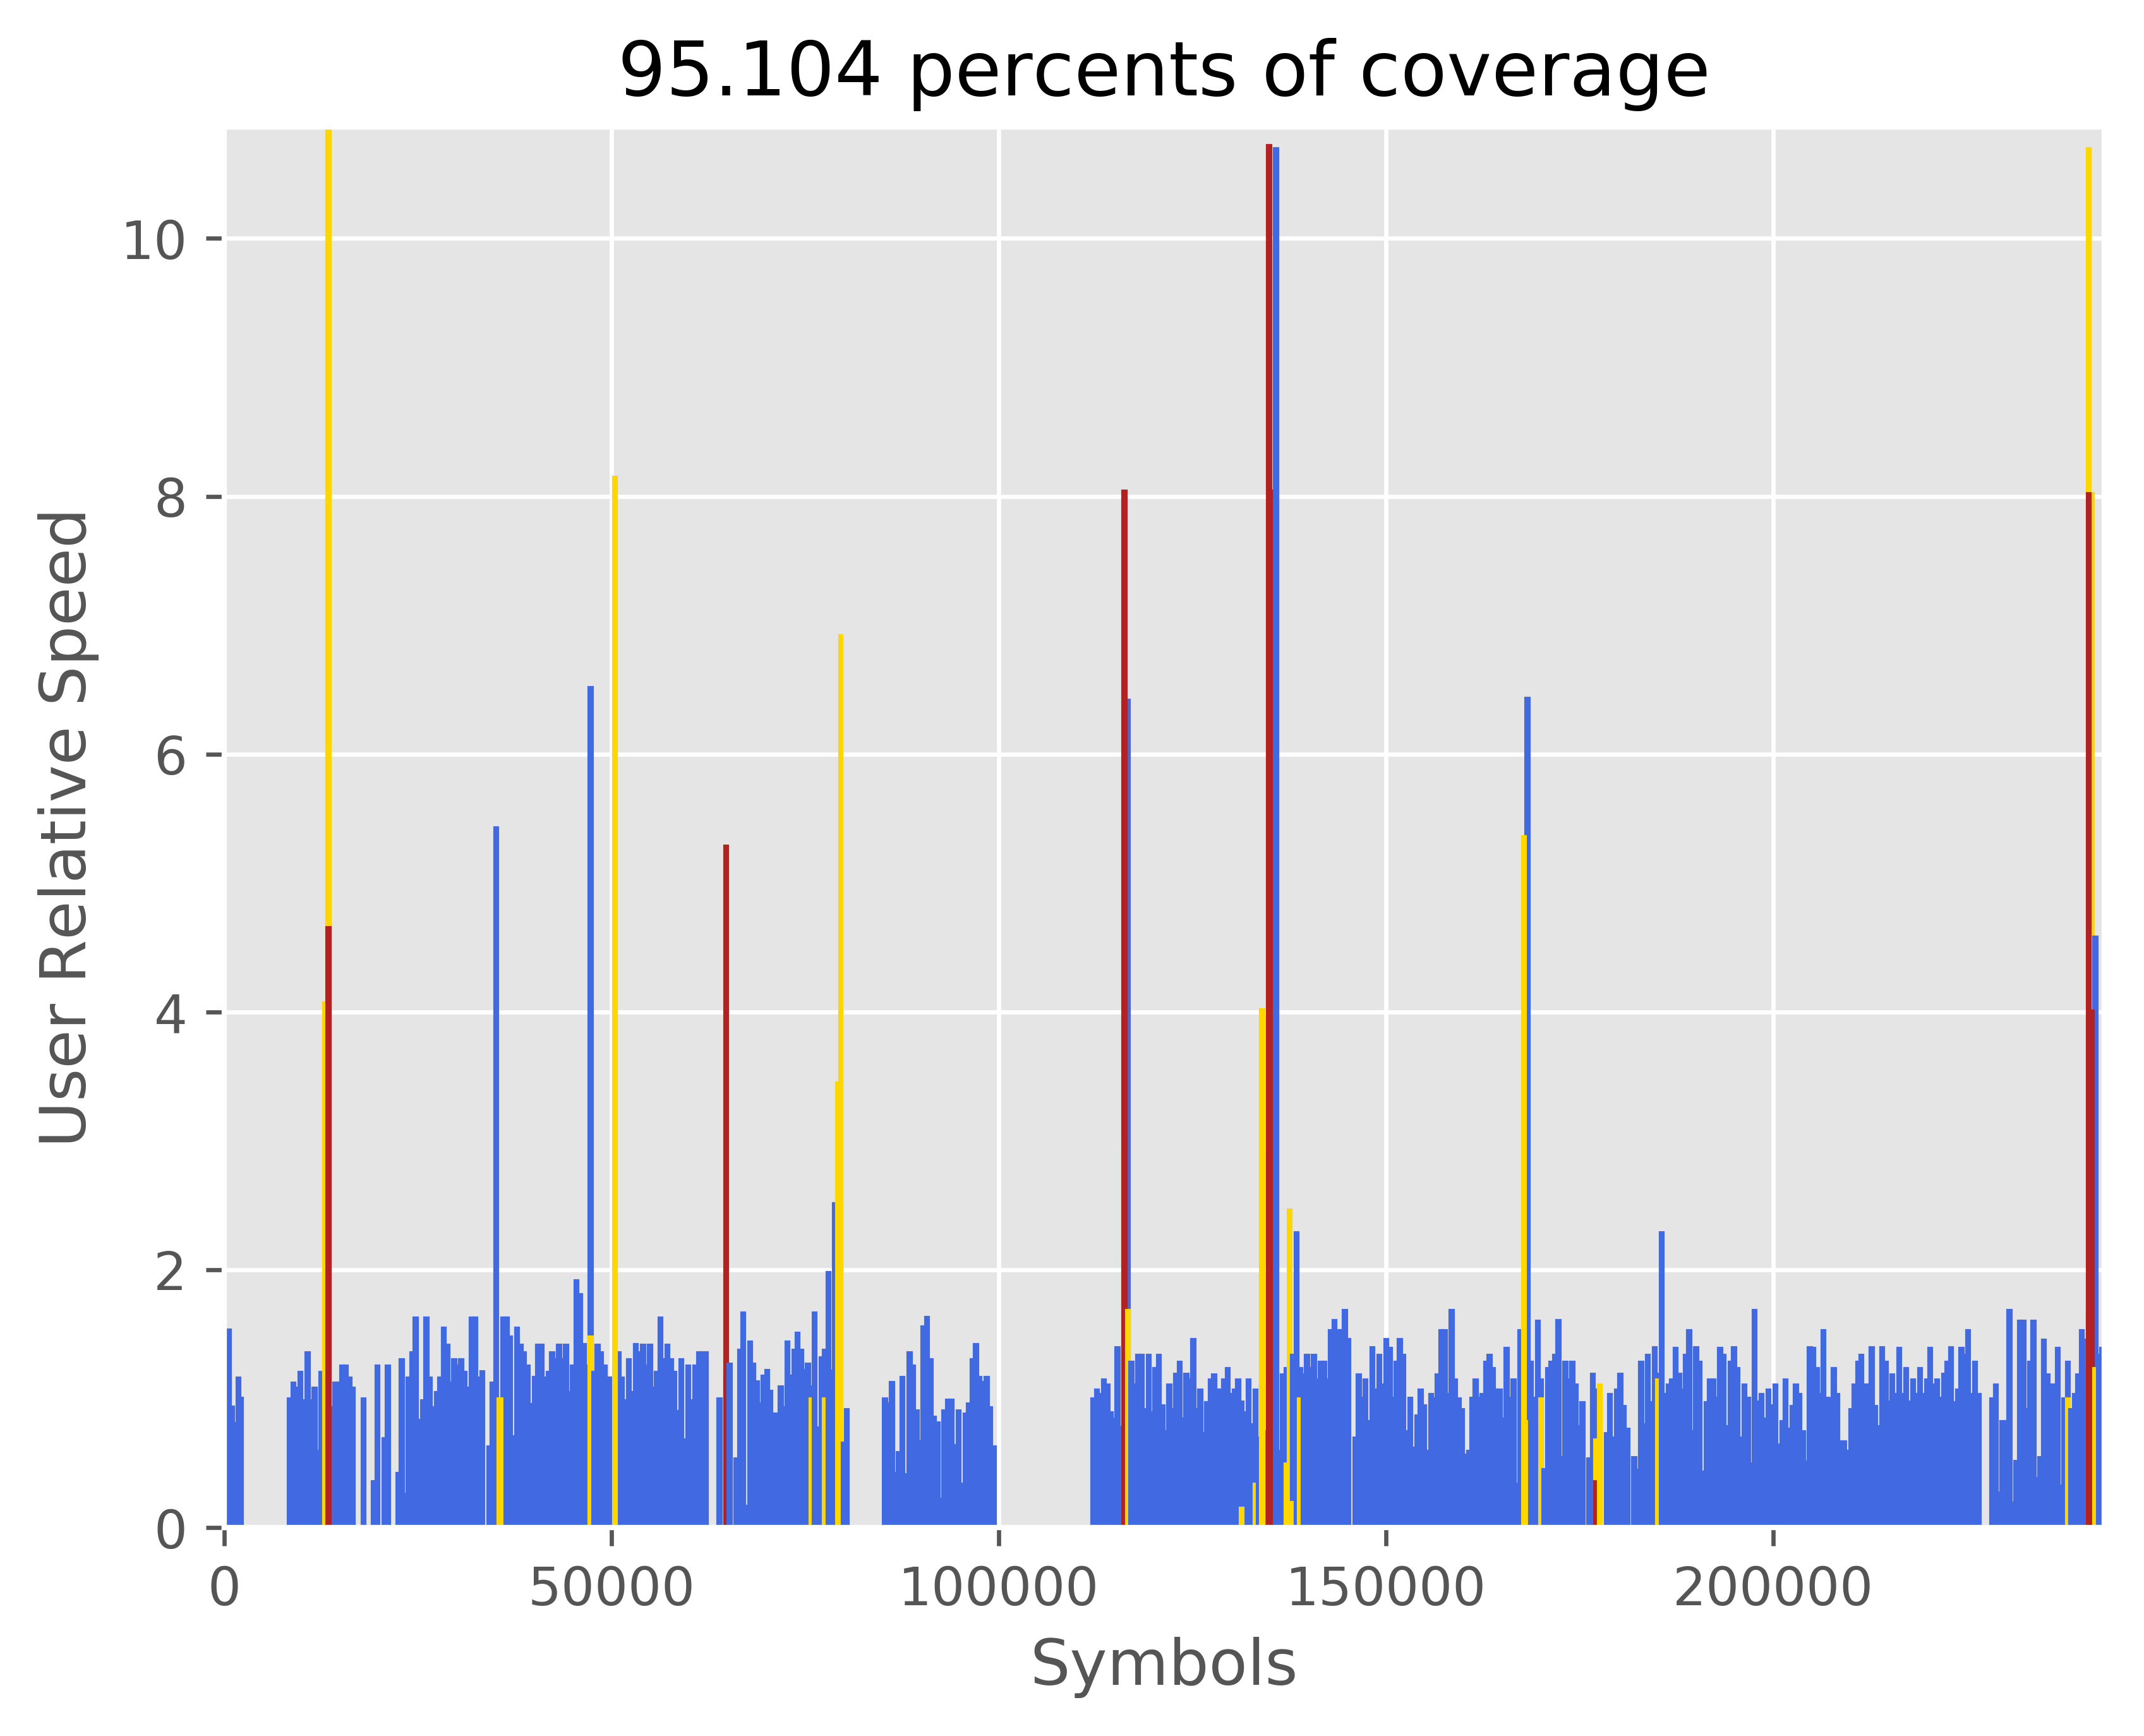 95.104 percents of coverage
10
8
6
4
2
0
User Relative Speed
0 50000 100000 150000 200000
Symbols